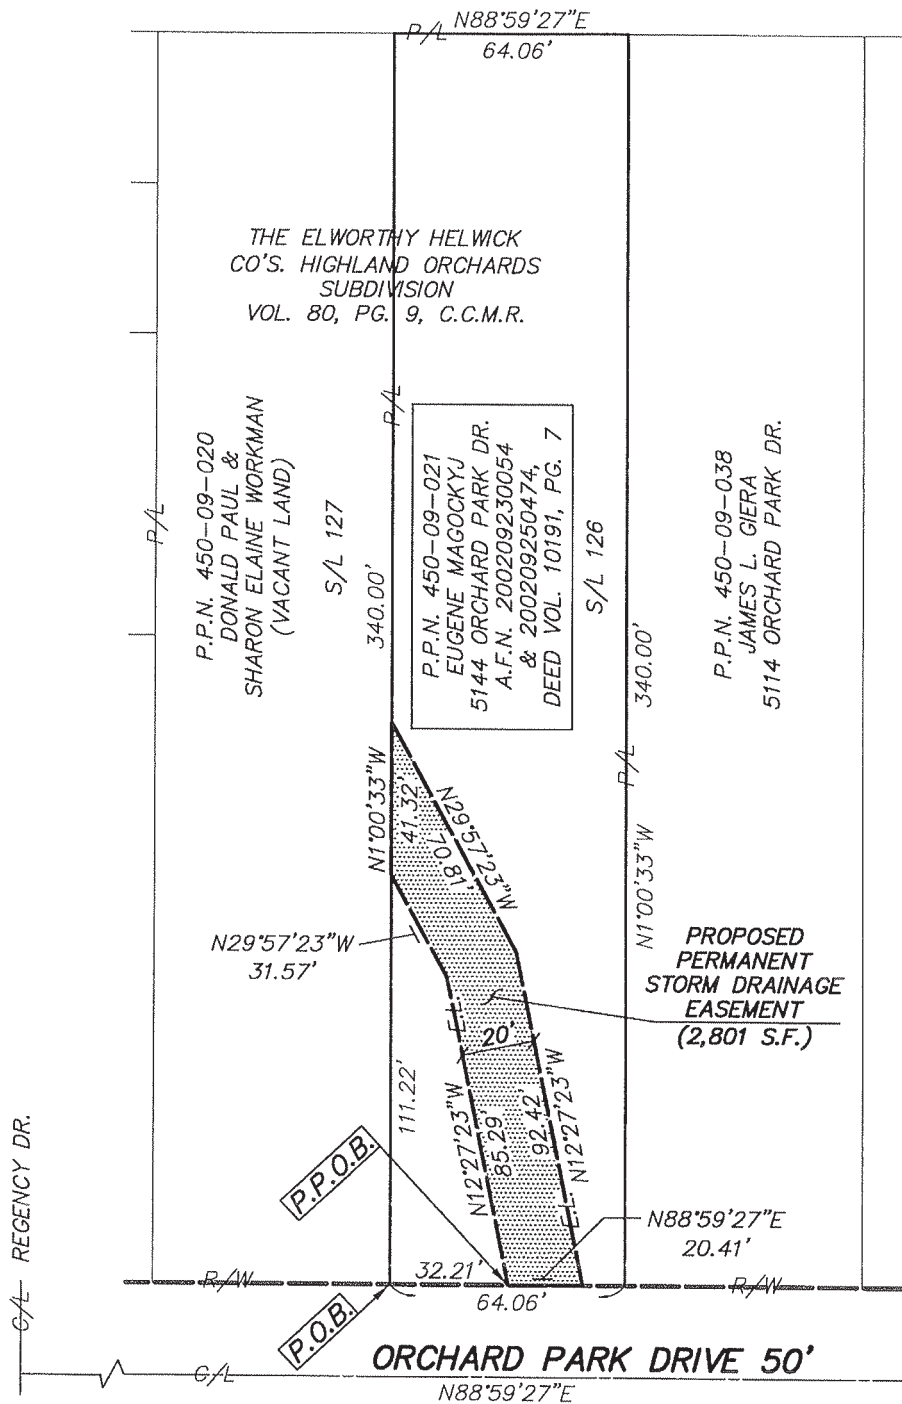 N88°59'27"E
P/L
64.06'
THE ELWORTHY HELWICK
CO'S. HIGHLAND ORCHARDS
SUBDIVISION
VOL. 80, PG. 9, C.C.M.R.
P/L
P/L
P.P.N. 450-09-020
DONALD PAUL &
SHARON ELAINE WORKMAN
(VACANT LAND)
S/L 127
340.00'
P.P.N. 450-09-021
EUGENE MAGOCKYJ
5144 ORCHARD PARK DR.
A.F.N. 200209230054
& 200209250474,
DEED VOL. 10191, PG. 7
S/L 126
340.00'
P/L
N1°00'33"W
P.P.N. 450-09-038
JAMES L. GIERA
5114 ORCHARD PARK DR.
N1°00'33"W
41.32'
N29°57'23"W
70.81'
N29°57'23"W
31.57'
PROPOSED
PERMANENT
STORM DRAINAGE
EASEMENT
(2,801 S.F.)
E.L.
20'
111.22'
N12°27'23"W
85.29'
92.42'
N12°27'23"W
E.L.
P.P.O.B.
N88°59'27"E
20.41'
C/L REGENCY DR.
R/W
32.21'
R/W
64.06'
P.O.B.
ORCHARD PARK DRIVE 50'
C/L
N88°59'27"E